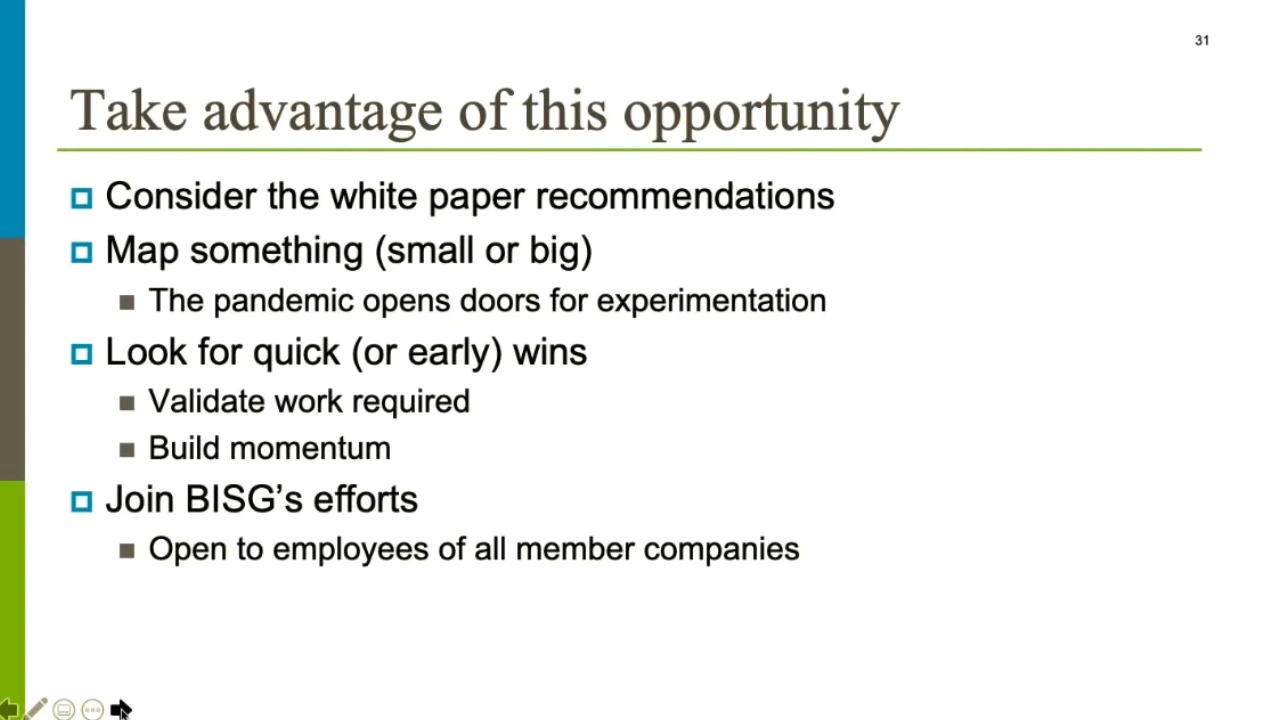 31
Take advantage of this opportunity
Consider the white paper recommendations
Map something (small or big)
The pandemic opens doors for experimentation
Look for quick (or early) wins
Validate work required
Build momentum
Join BISG’s efforts
Open to employees of all member companies